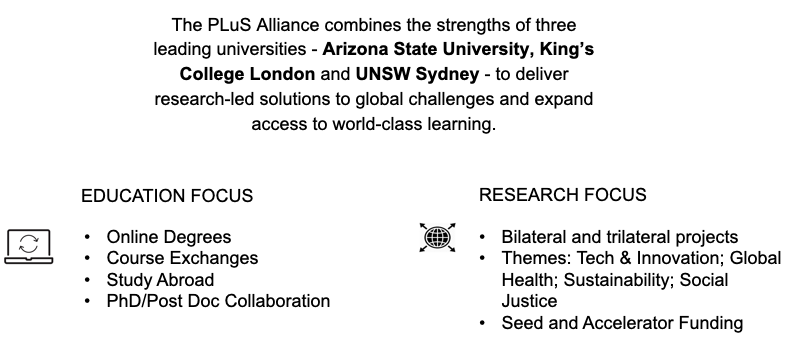 The PLuS Alliance combines the strengths of three
leading universities - Arizona State University, King's
College London and UNSW Sydney - to deliver
research-led solutions to global challenges and expand
access to world-class learning.
EDUCATION FOCUS
• Online Degrees
• Course Exchanges
• Study Abroad
• PhD/Post Doc Collaboration
RESEARCH FOCUS
• Bilateral and trilateral projects
• Themes: Tech & Innovation; Global
Health; Sustainability; Social
Justice
• Seed and Accelerator Funding